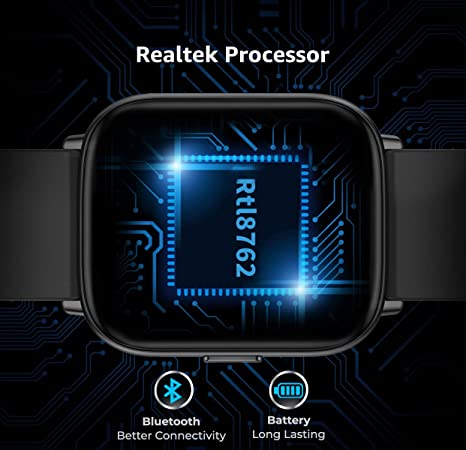 Realtek Processor
Rtl8762
Bluetooth
Better Connectivity
Battery
Long Lasting